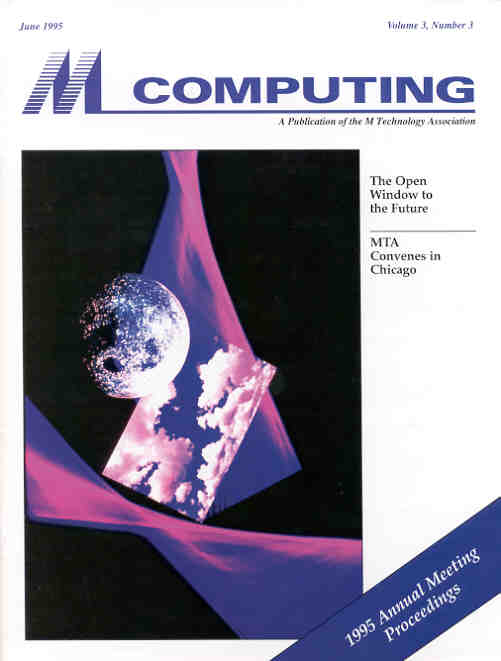 June 1995
Volume 3, Number 3
M COMPUTING
A Publication of the M Technology Association
The Open
Window to
the Future
MTA
Convenes in
Chicago
1995 Annual Meeting
Proceedings